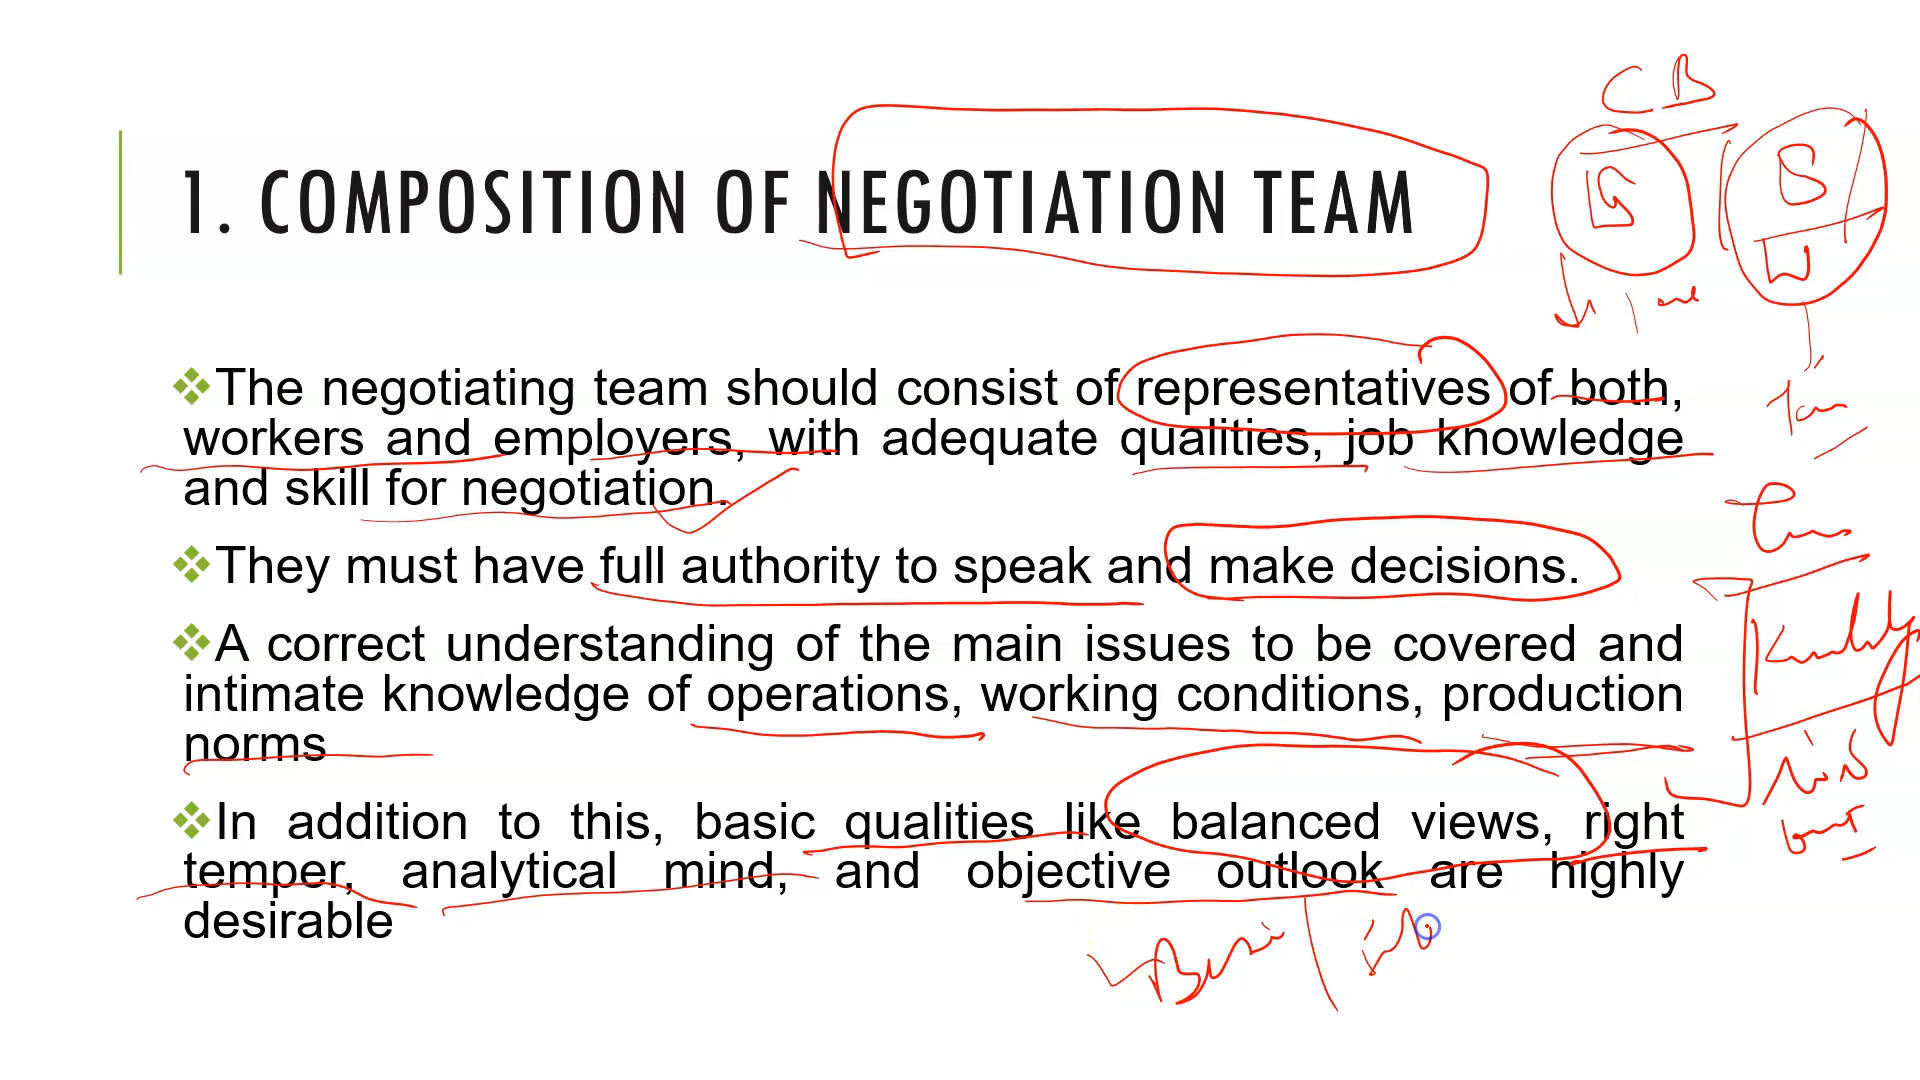 CB
1. COMPOSITION OF NEGOTIATION TEAM
B
W
❖The negotiating team should consist of representatives of both,
workers and employers, with adequate qualities, job knowledge
and skill for negotiation.
❖They must have full authority to speak and make decisions.
❖A correct understanding of the main issues to be covered and
intimate knowledge of operations, working conditions, production
norms
❖In addition to this, basic qualities like balanced views, right
temper, analytical mind, and objective outlook are highly
desirable